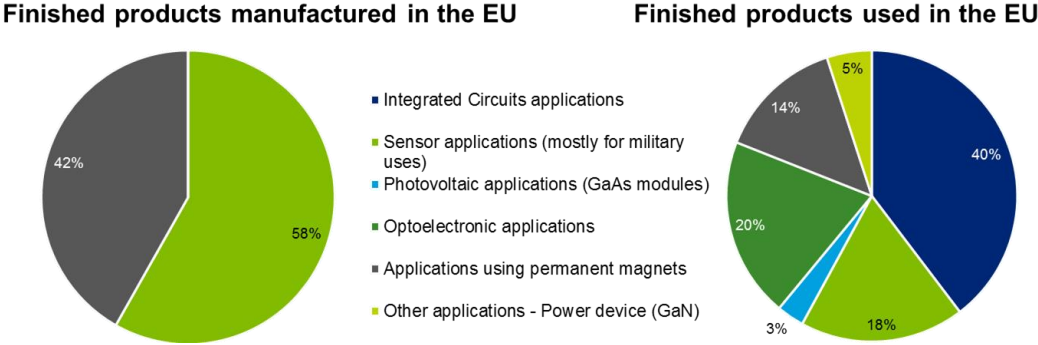 Finished products manufactured in the EU
Finished products used in the EU
42%
58%
Integrated Circuits applications
Sensor applications (mostly for military
uses)
Photovoltaic applications (GaAs modules)
Optoelectronic applications
Applications using permanent magnets
Other applications - Power device (GaN)
5%
14%
40%
20%
3%
18%